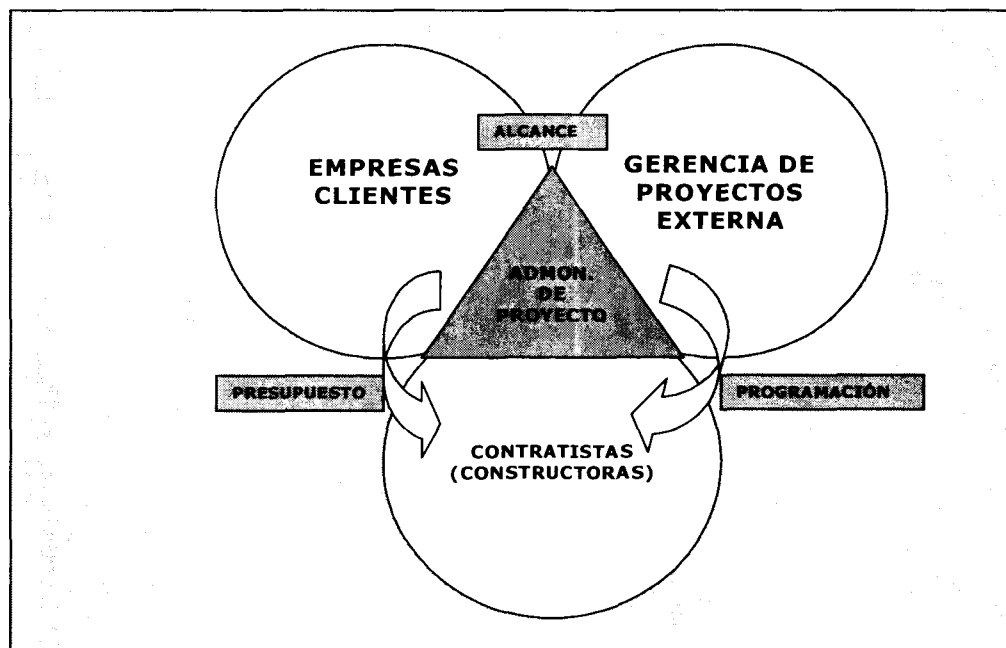 ALCANCE
EMPRESAS
CLIENTES
GERENCIA DE
PROYECTOS
EXTERNA
ADMON.
DE
PROYECTO
PRESUPUESTO
PROGRAMACIÓN
CONTRATISTAS
(CONSTRUCTORAS)